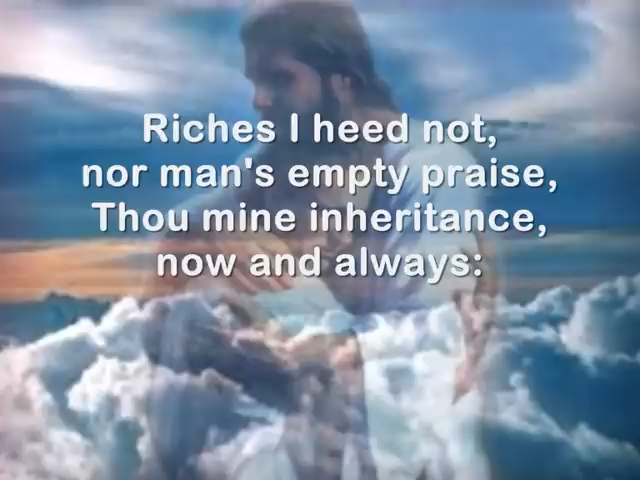 Riches I heed not,
nor man's empty praise,
Thou mine inheritance,
now and always: